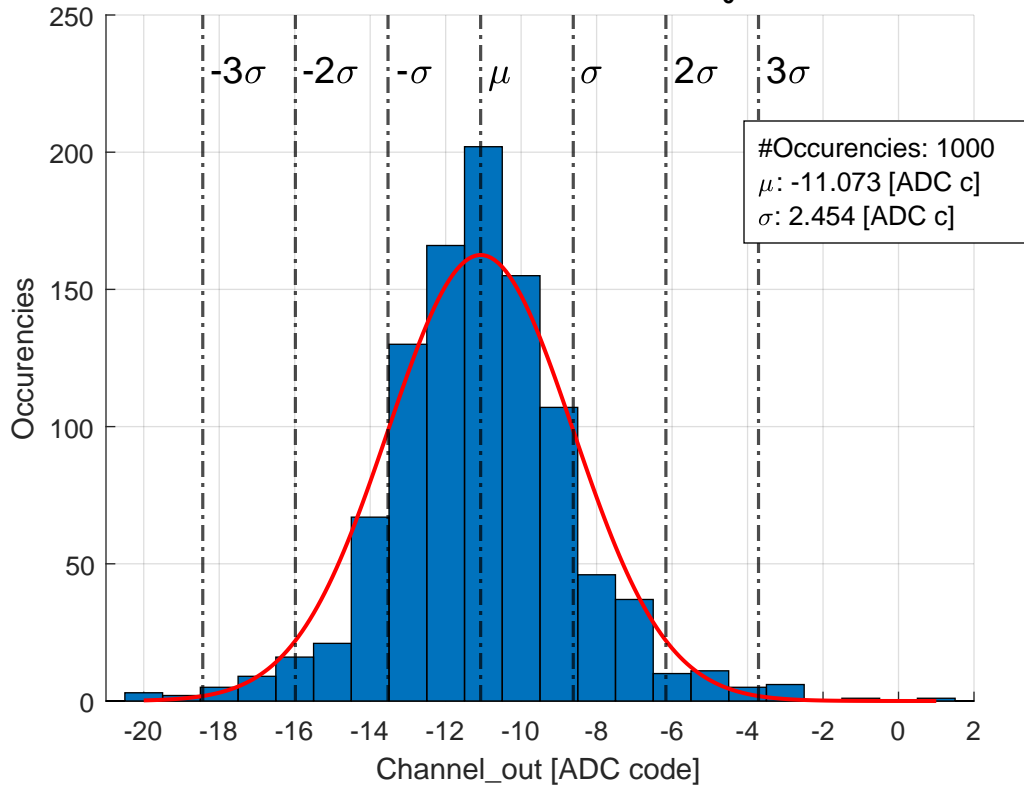 250
200
150
100
50
0
-3σ
-2σ
-σ
μ
σ
2σ
3σ
#Occurencies: 1000
μ: -11.073 [ADC c]
σ: 2.454 [ADC c]
Occurencies
-20
-18
-16
-14
-12
-10
-8
-6
-4
-2
0
2
Channel_out [ADC code]